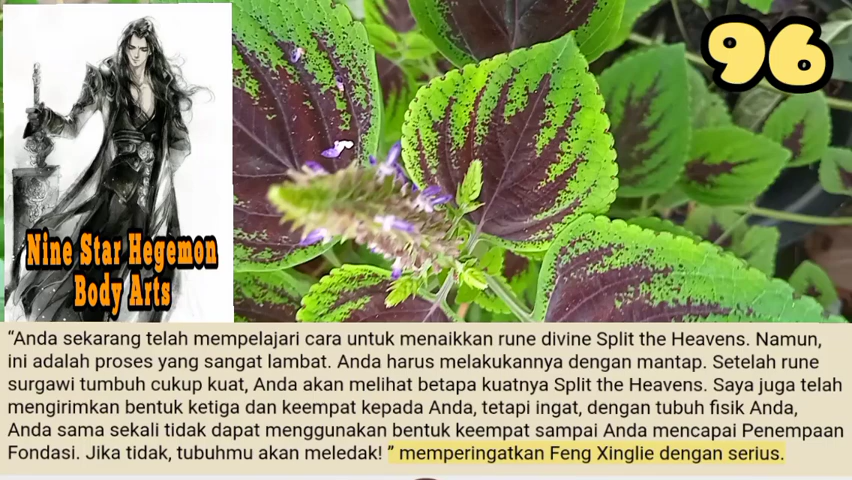 96
Nine Star Hegemon
Body Arts
“Anda sekarang telah mempelajari cara untuk menaikkan rune divine Split the Heavens. Namun,
ini adalah proses yang sangat lambat. Anda harus melakukannya dengan mantap. Setelah rune
surgawi tumbuh cukup kuat, Anda akan melihat betapa kuatnya Split the Heavens. Saya juga telah
mengirimkan bentuk ketiga dan keempat kepada Anda, tetapi ingat, dengan tubuh fisik Anda,
Anda sama sekali tidak dapat menggunakan bentuk keempat sampai Anda mencapai Penempaan
Fondasi. Jika tidak, tubuhmu akan meledak! ” memperingatkan Feng Xinglie dengan serius.